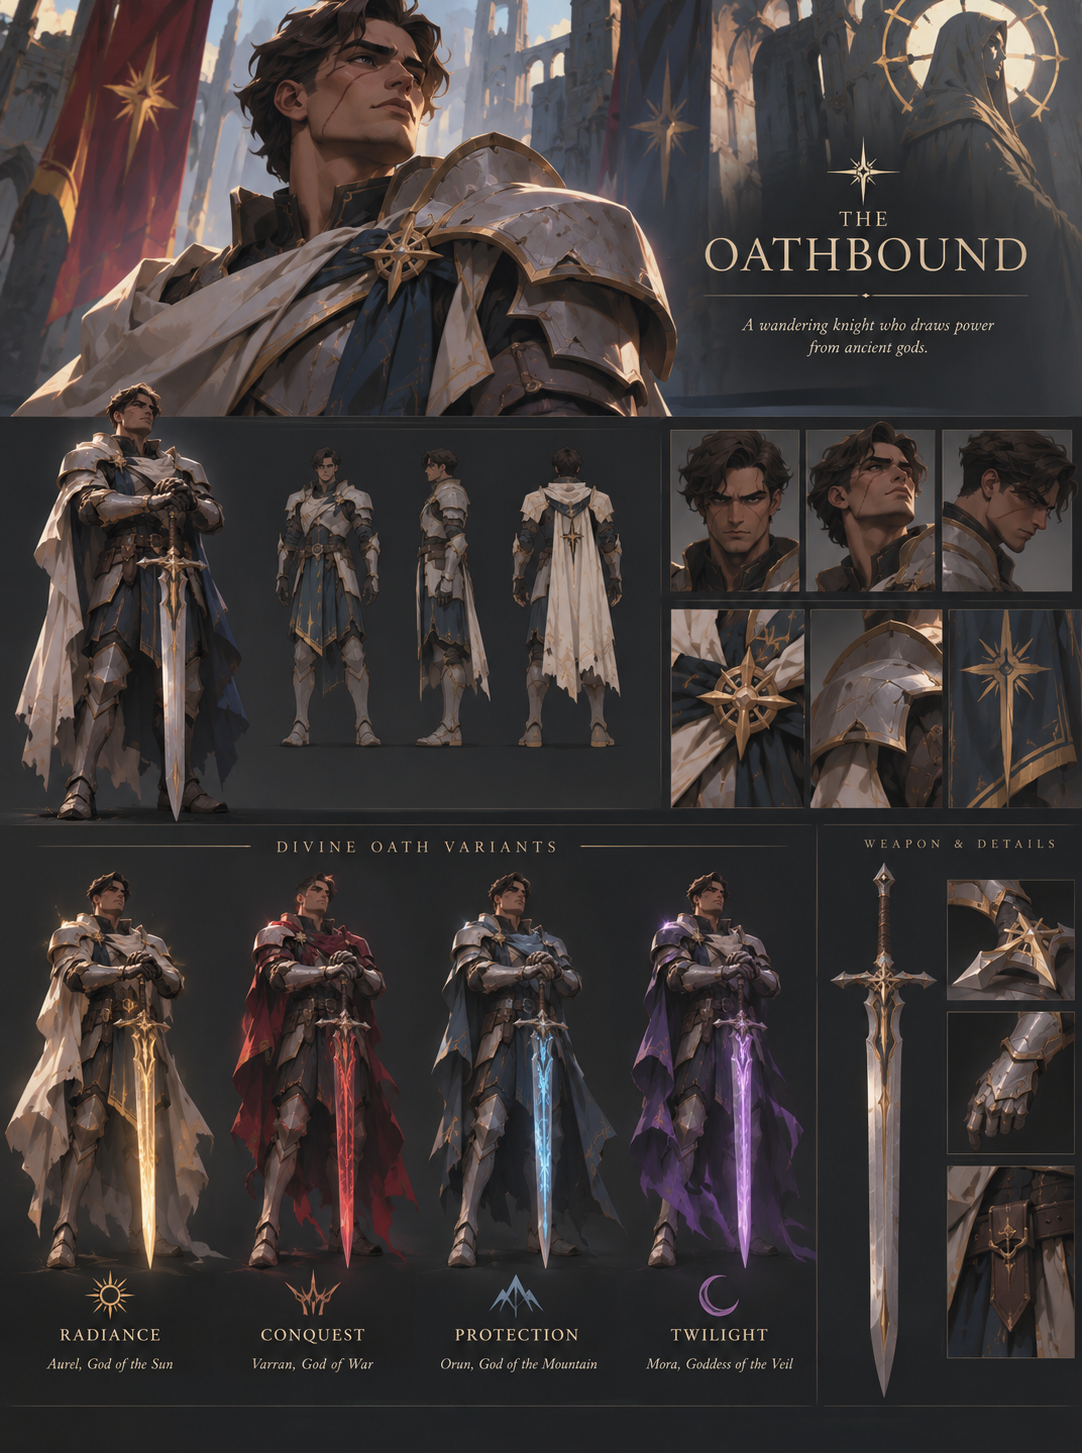 THE
OATHBOUND
A wandering knight who draws power
from ancient gods.
DIVINE OATH VARIANTS
WEAPON & DETAILS
RADIANCE
Aurel, God of the Sun
CONQUEST
Varran, God of War
PROTECTION
Orun, God of the Mountain
TWILIGHT
Mora, Goddess of the Veil